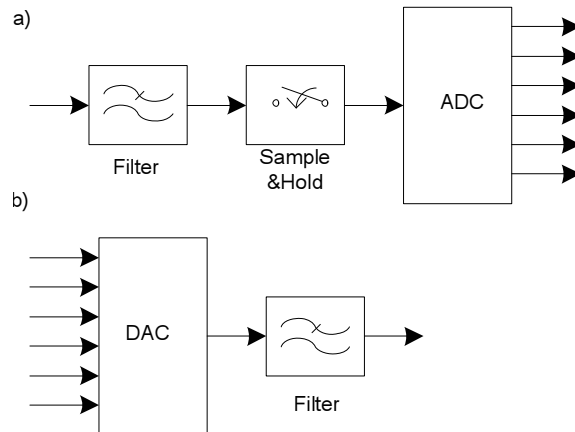 a)
ADC
Filter
Sample
&Hold
b)
DAC
Filter